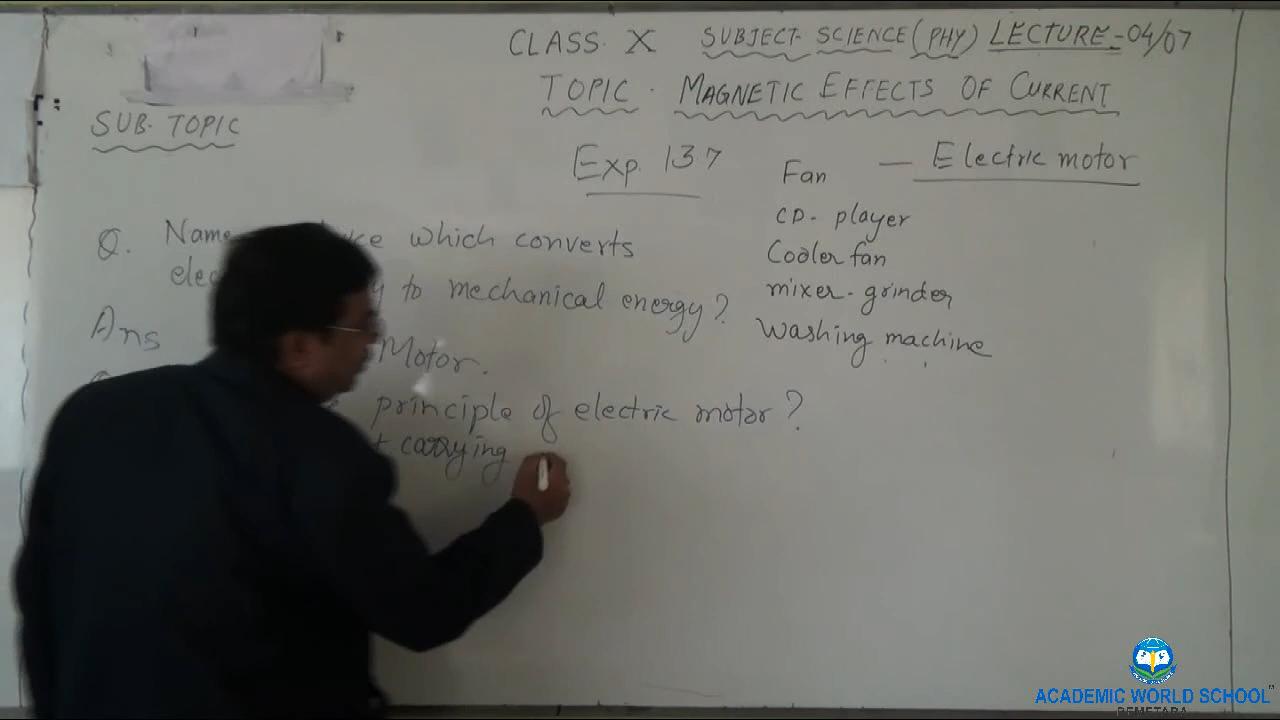 CLASS. X SUBJECT- SCIENCE (PHY) LECTURE-04/07
TOPIC. MAGNETIC EFFECTS OF CURRENT
SUB. TOPIC
Exp. 137
Fan — Electric motor
CD- player
Cooler fan
mixer-grinder
Washing machine
Q. Name which converts
to mechanical energy?
Ans Motor.
principle of electric motor?
carrying
ACADEMIC WORLD SCHOOL
BEMETARA